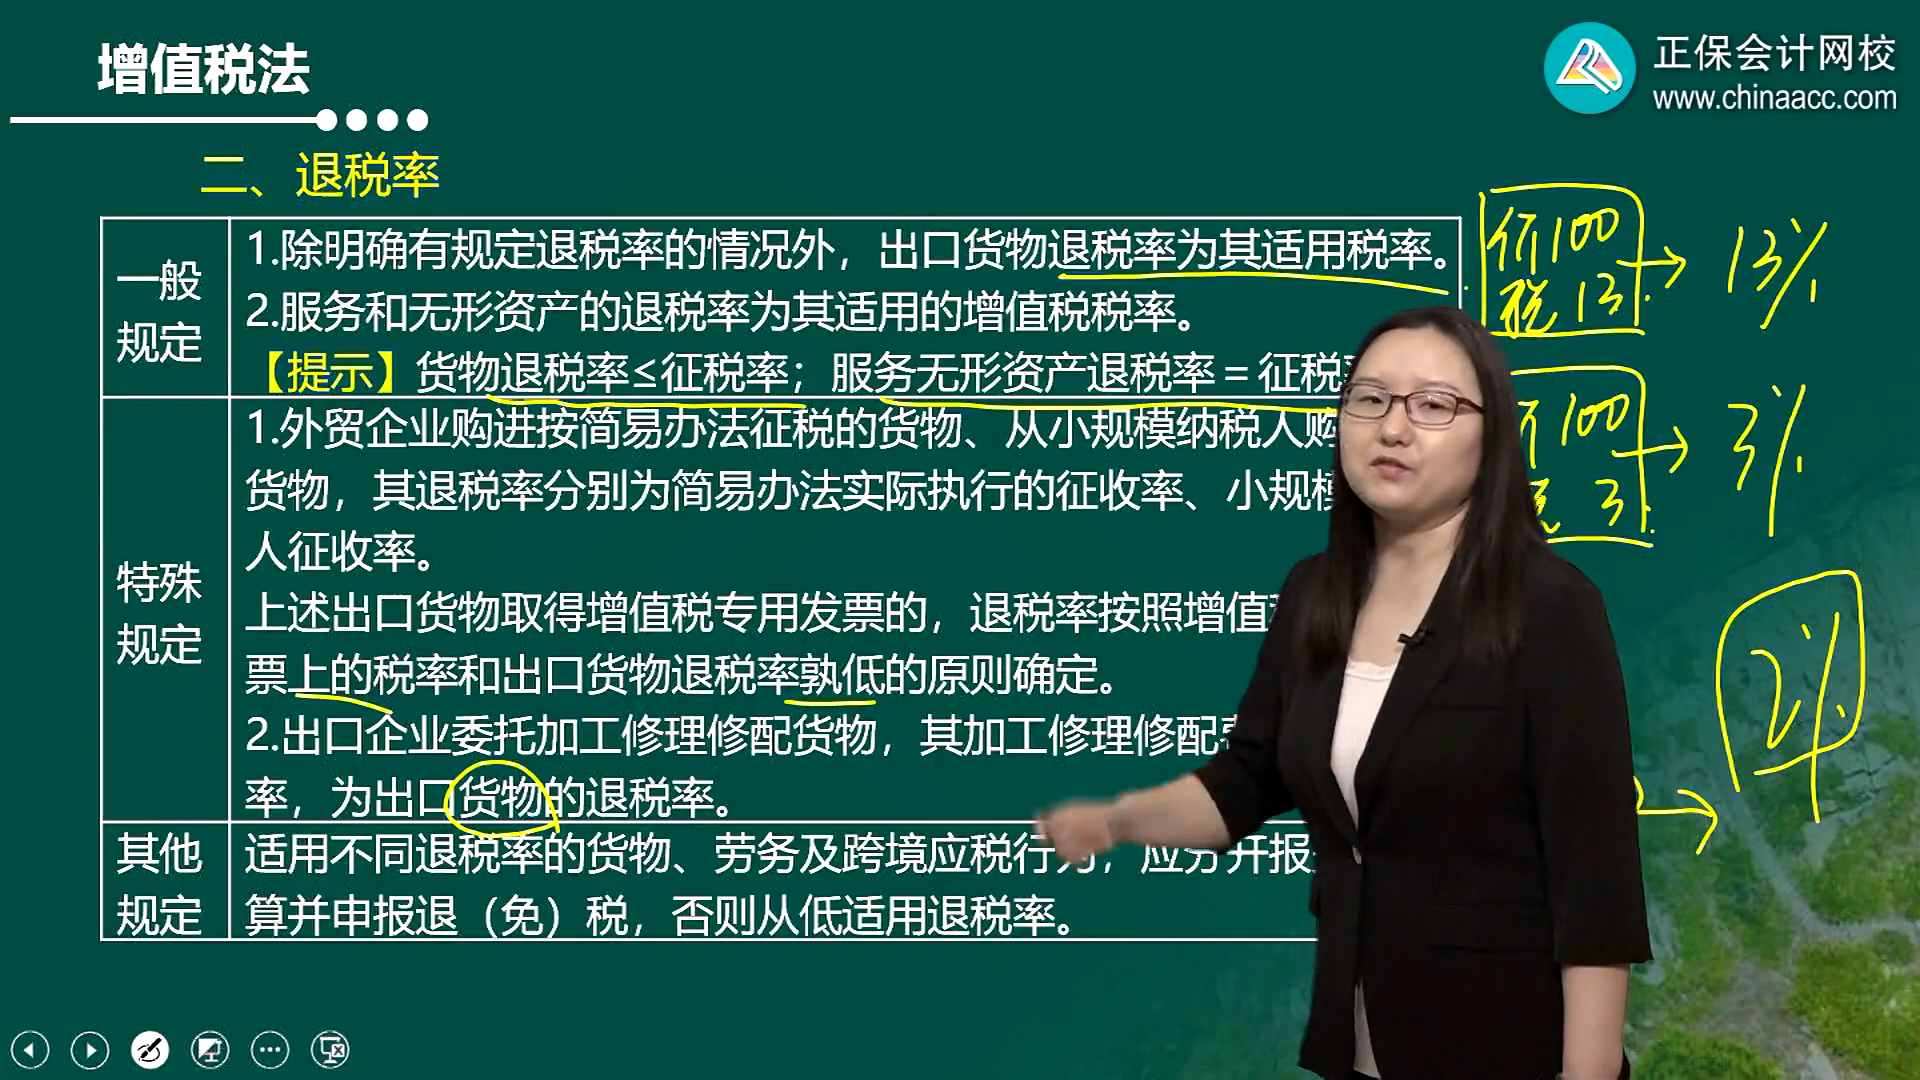 增值税法
正保会计网校
www.chinaacc.com
二、退税率
一般规定
1.除明确有规定退税率的情况外，出口货物退税率为其适用税率。
2.服务和无形资产的退税率为其适用的增值税税率。
【提示】货物退税率≤征税率；服务无形资产退税率=征税
特殊规定
1.外贸企业购进按简易办法征税的货物、从小规模纳税人购
货物，其退税率分别为简易办法实际执行的征收率、小规模
人征收率。
上述出口货物取得增值税专用发票的，退税率按照增值
票上的税率和出口货物退税率孰低的原则确定。
2.出口企业委托加工修理修配货物，其加工修理修配
率，为出口货物的退税率。
其他规定
适用不同退税率的货物、劳务及跨境应税行为，应分开报
算并申报退（免）税，否则从低适用退税率。
价100
税13
13%
100
3
3%
2%